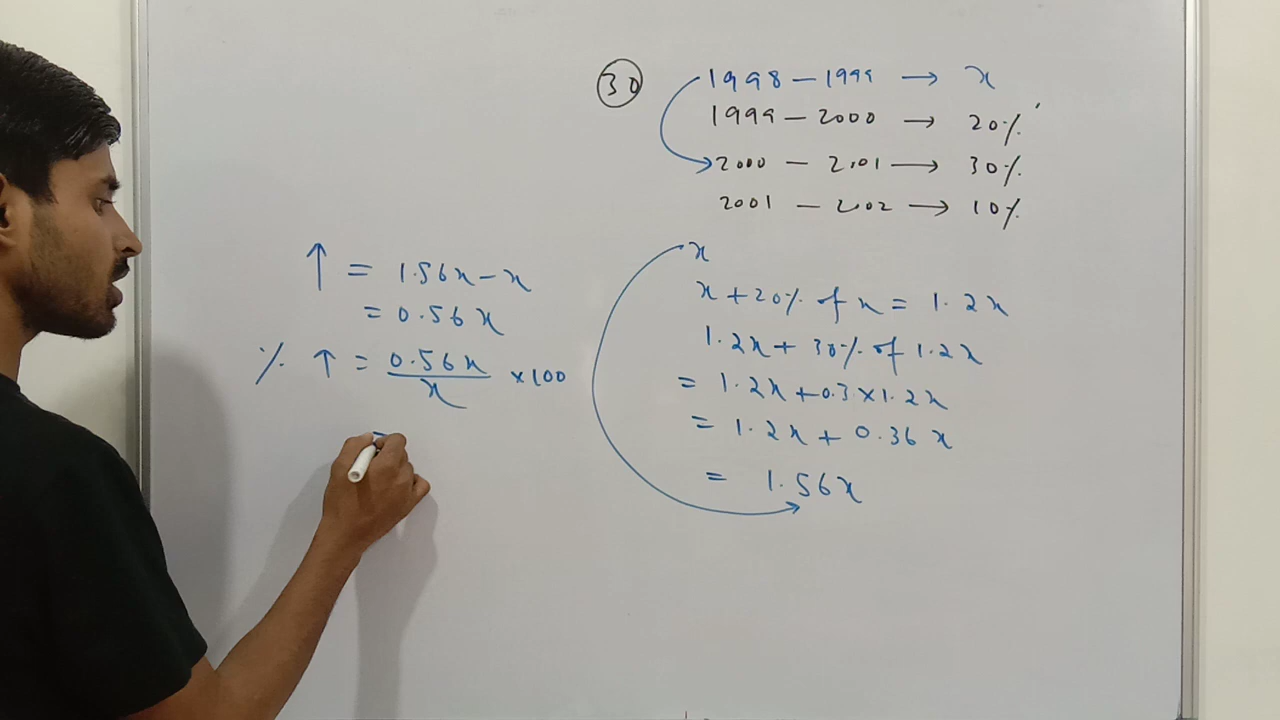 30
1998 – 1999 → x
1999 – 2000 → 20%
2000 – 2001 → 30%
2001 – 2002 → 10%
x
x + 20% of x = 1.2x
1.2x + 30% of 1.2x
= 1.2x + 0.3 × 1.2x
= 1.2x + 0.36x
= 1.56x
↑ = 1.56x – x
= 0.56x
% ↑ = 0.56x/x × 100
=